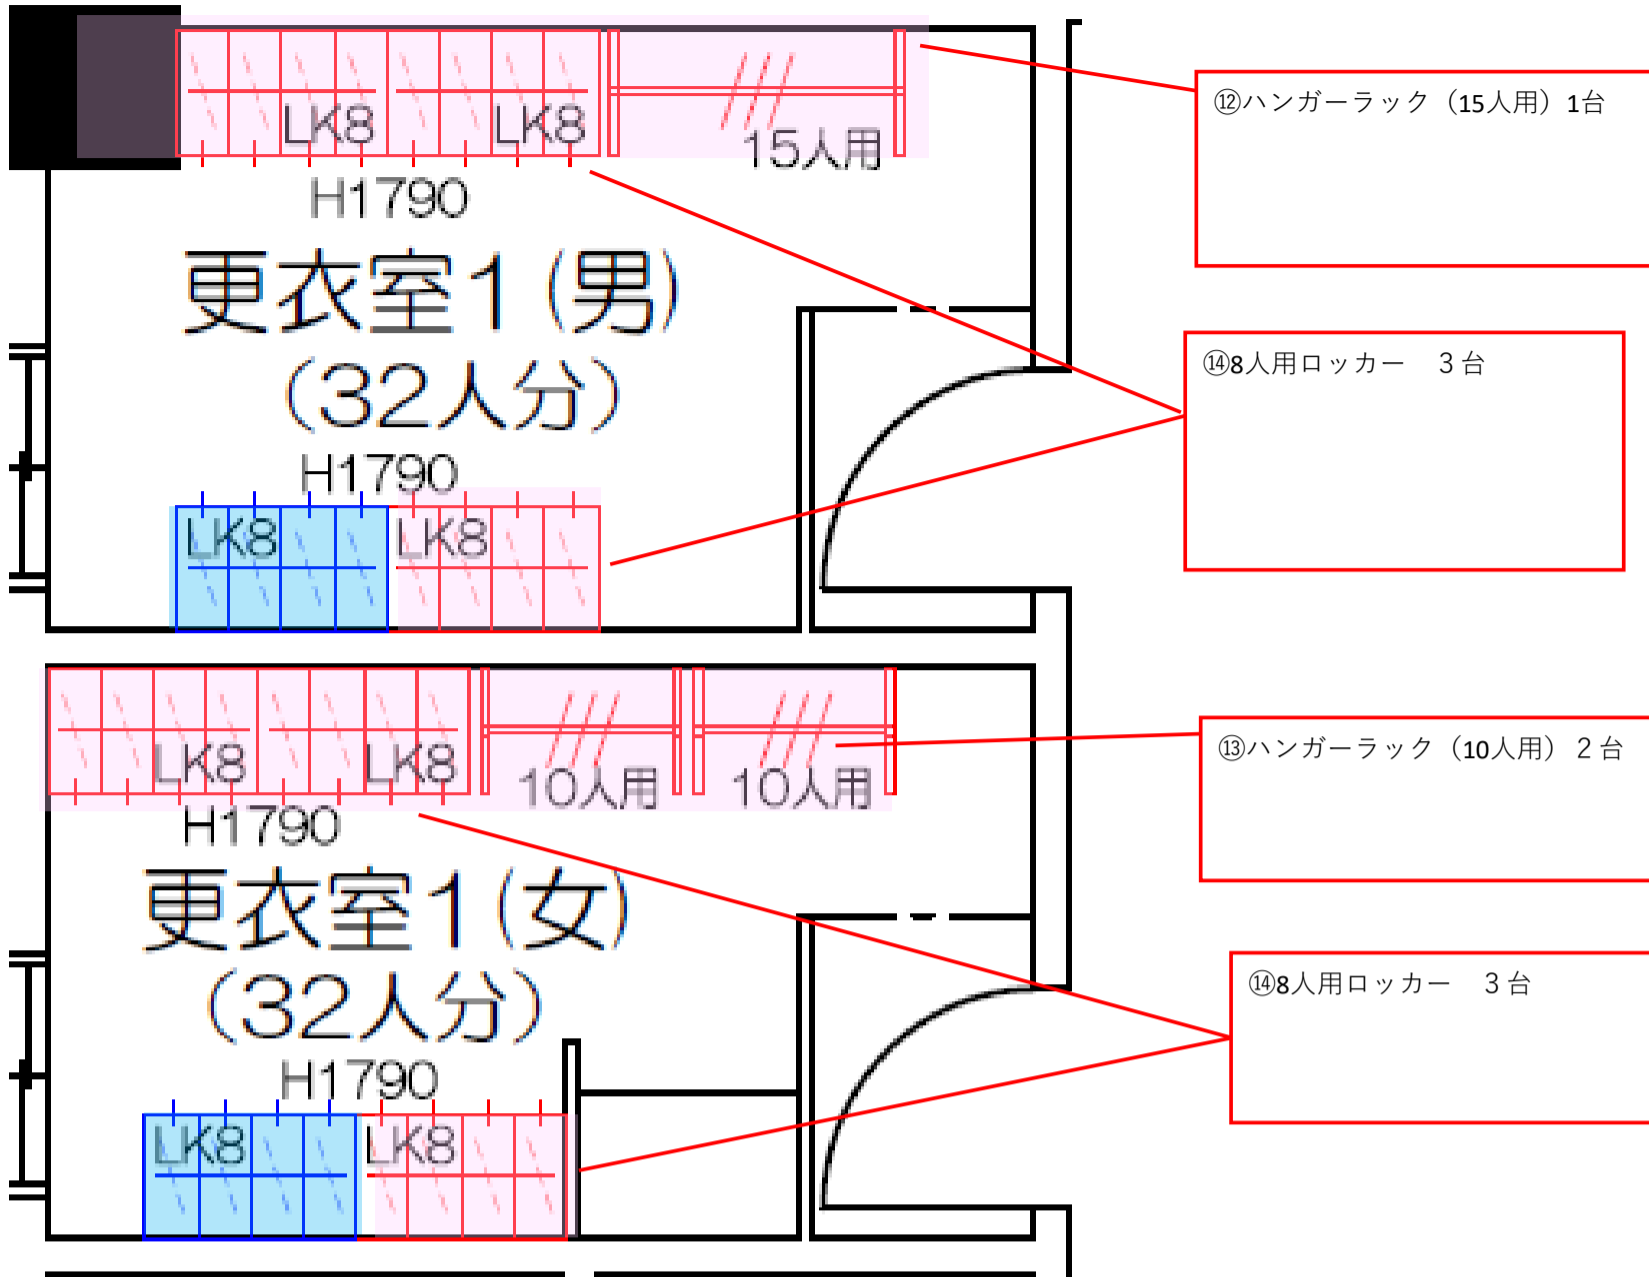 LK8 LK8
15人用
H1790
⑫ハンガーラック（15人用）1台
更衣室1(男)
（32人分）
⑭8人用ロッカー　３台
H1790
LK8 LK8
LK8 LK8
10人用 10人用
⑬ハンガーラック（10人用）２台
H1790
更衣室1(女)
（32人分）
⑭8人用ロッカー　３台
H1790
LK8 LK8